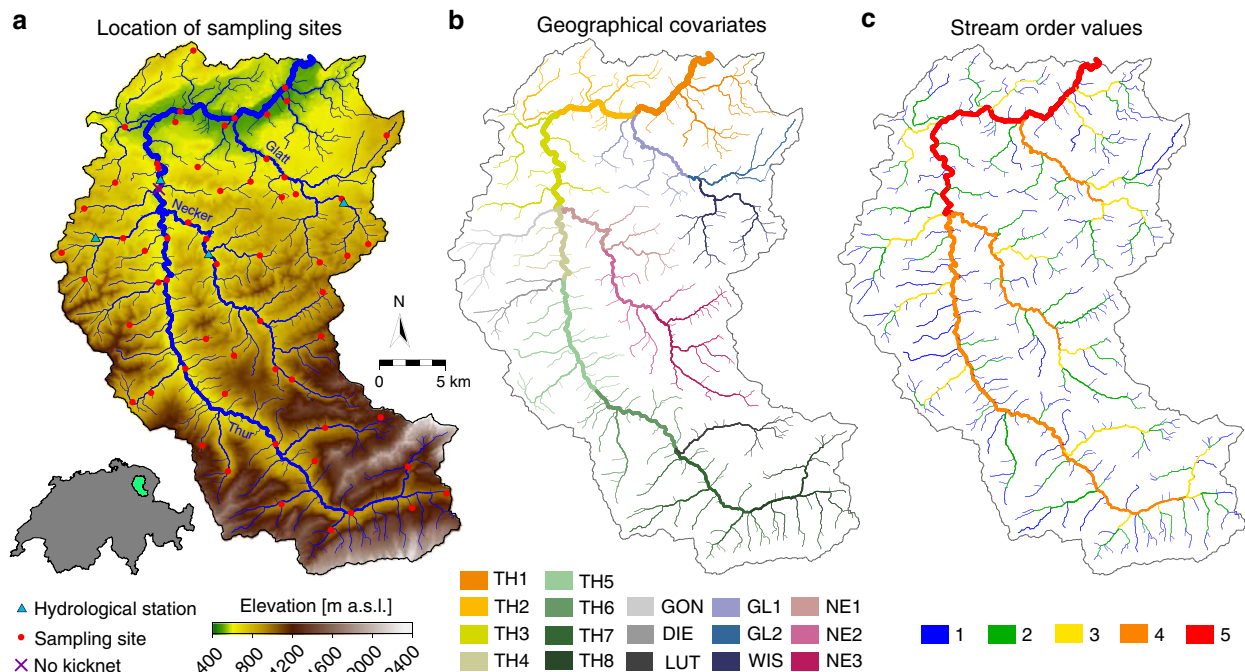 a
Location of sampling sites
Glatt
Necker
Thur
N
0 5 km
Hydrological station
Sampling site
No kicknet
Elevation [m a.s.l.]
400 800 1200 1600 2000 2400
b
Geographical covariates
TH1
TH2
TH3
TH4
TH5
TH6
TH7
TH8
GON
DIE
LUT
GL1
GL2
WIS
NE1
NE2
NE3
c
Stream order values
1 2 3 4 5